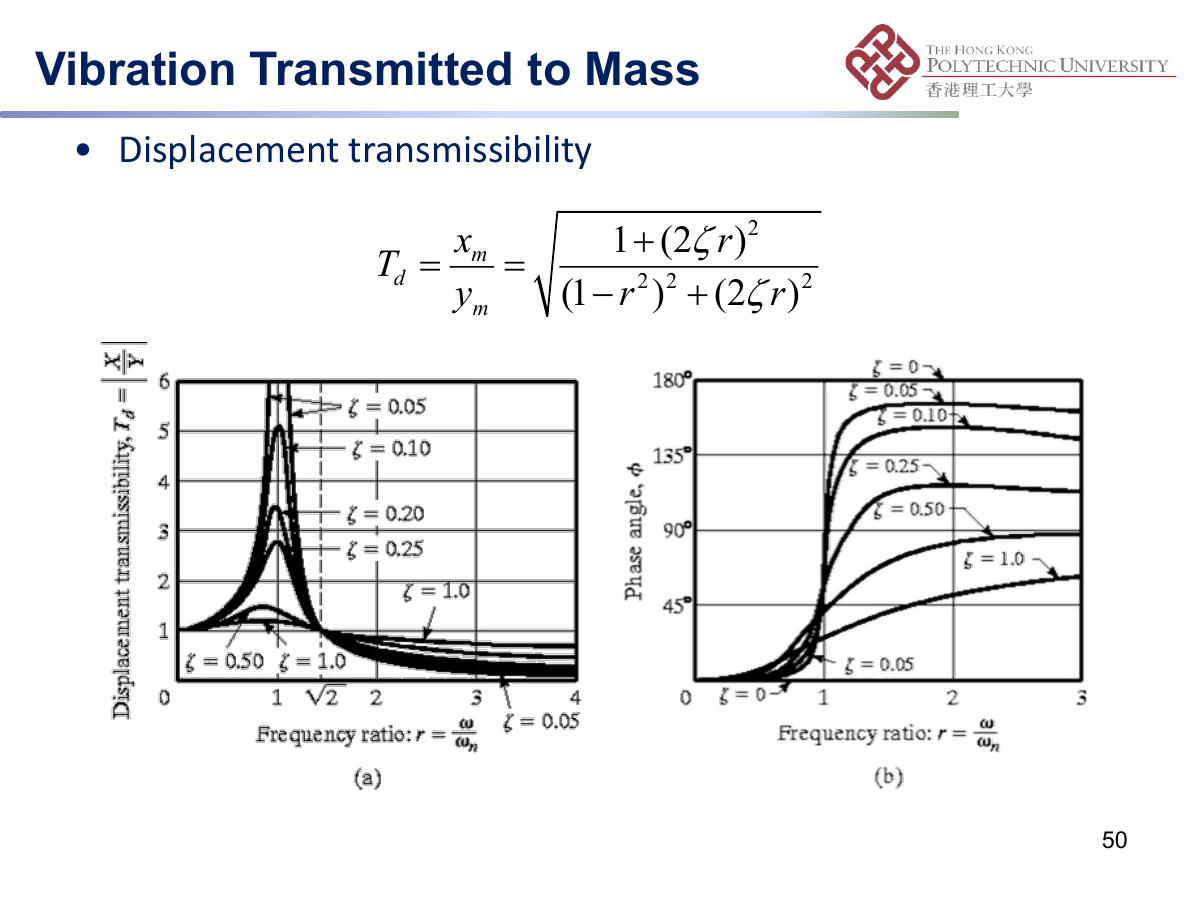 Vibration Transmitted to Mass
THE HONG KONG
POLYTECHNIC UNIVERSITY
香港理工大學
• Displacement transmissibility
T_d = x_m / y_m = √( (1 + (2ζr)^2) / ((1 − r^2)^2 + (2ζr)^2) )
Displacement transmissibility, T_d = |X/Y|
6
5
4
3
2
1
0
1
√2
2
3
4
ζ = 0.05
ζ = 0.10
ζ = 0.20
ζ = 0.25
ζ = 1.0
ζ = 0.50
ζ = 1.0
ζ = 0.05
Frequency ratio: r = ω/ω_n
(a)
Phase angle, ϕ
180°
135°
90°
45°
0
1
2
3
ζ = 0
ζ = 0.05
ζ = 0.10
ζ = 0.25
ζ = 0.50
ζ = 1.0
ζ = 0.05
ζ = 0
Frequency ratio: r = ω/ω_n
(b)
50